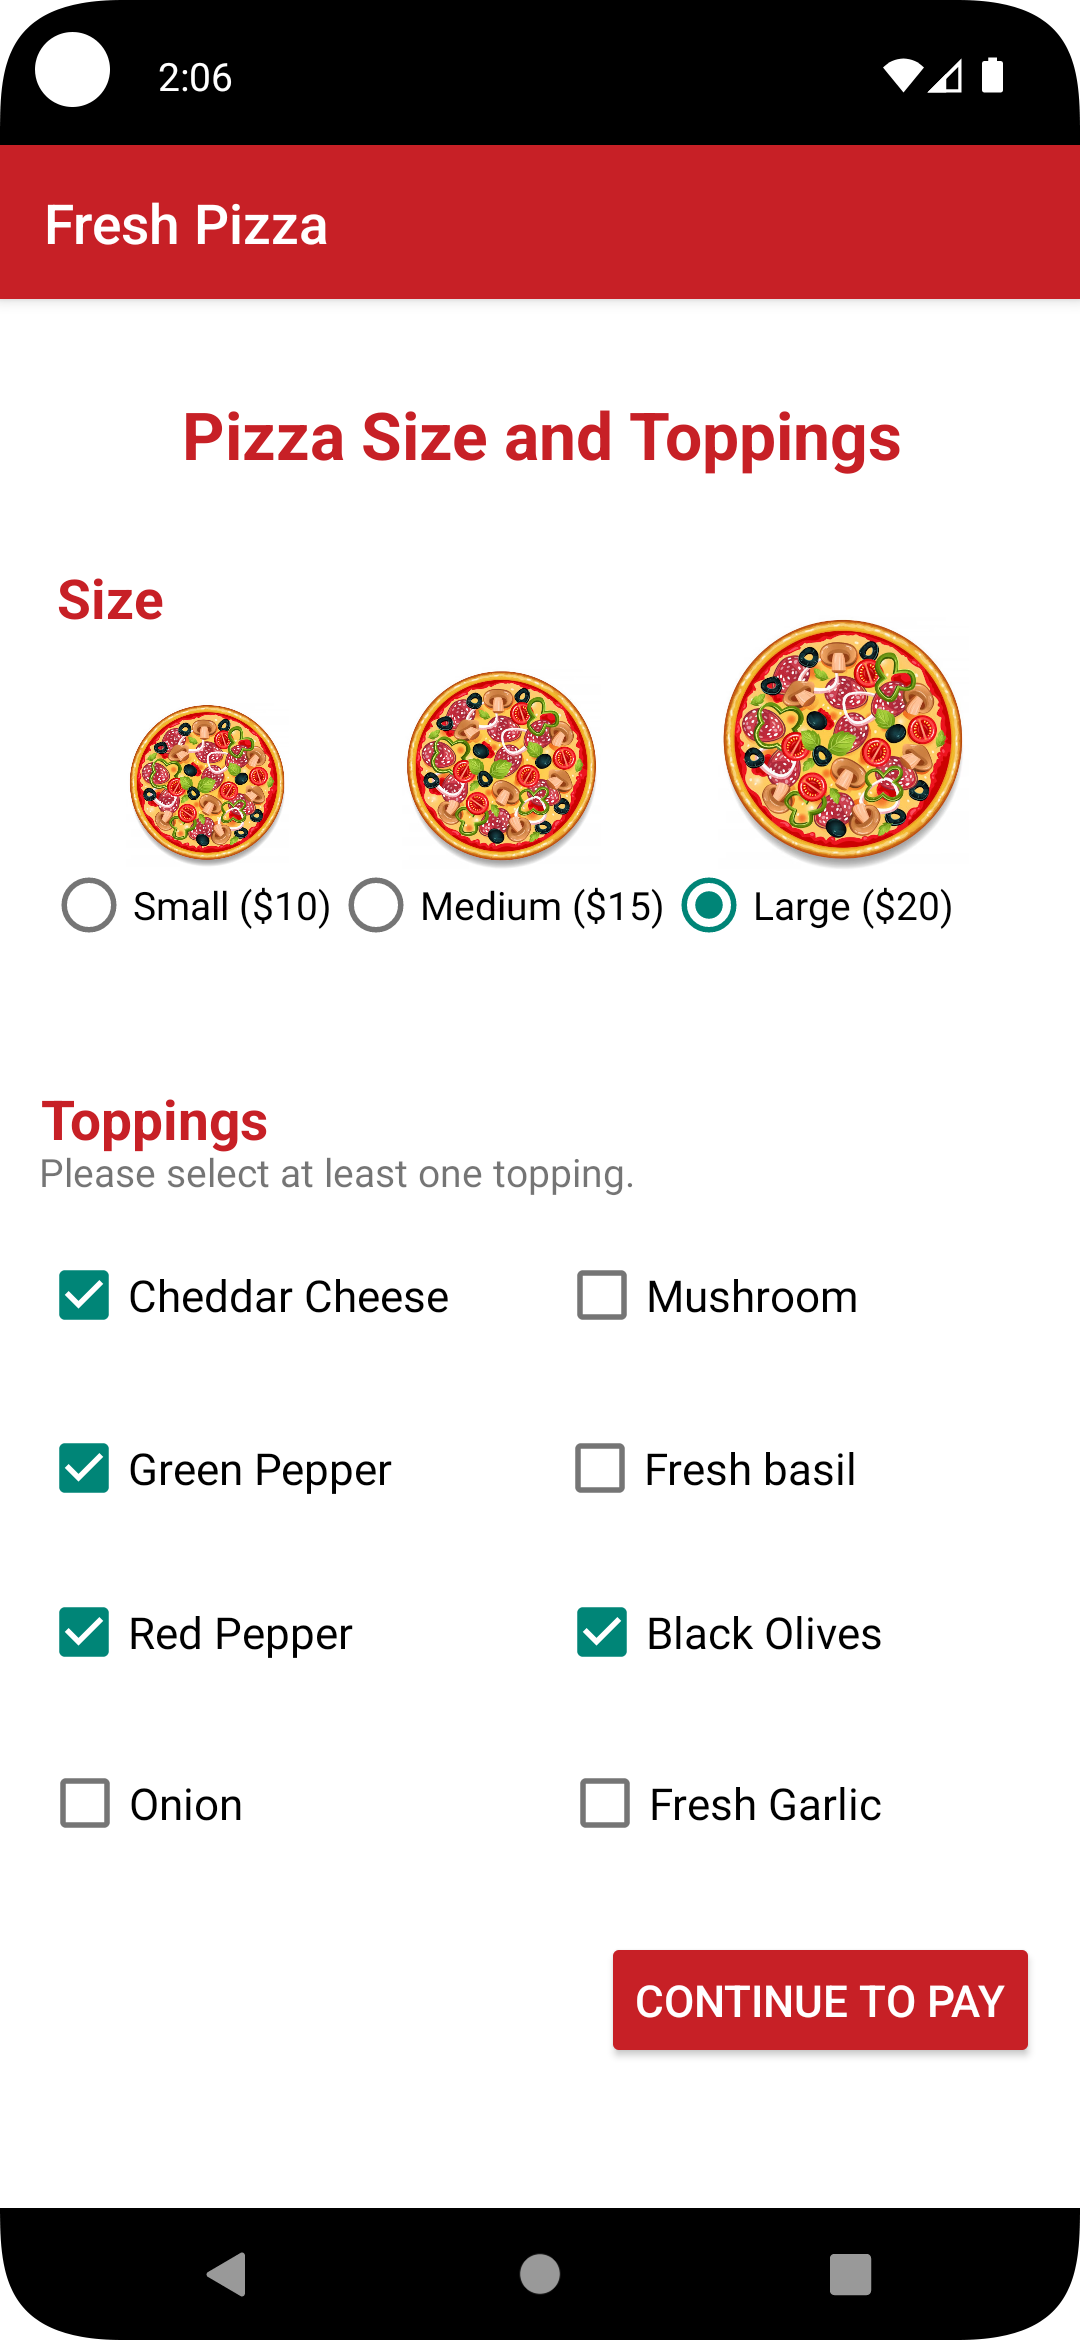 2:06
Fresh Pizza
Pizza Size and Toppings
Size
Small ($10) Medium ($15) Large ($20)
Toppings
Please select at least one topping.
Cheddar Cheese Mushroom
Green Pepper Fresh basil
Red Pepper Black Olives
Onion Fresh Garlic
CONTINUE TO PAY